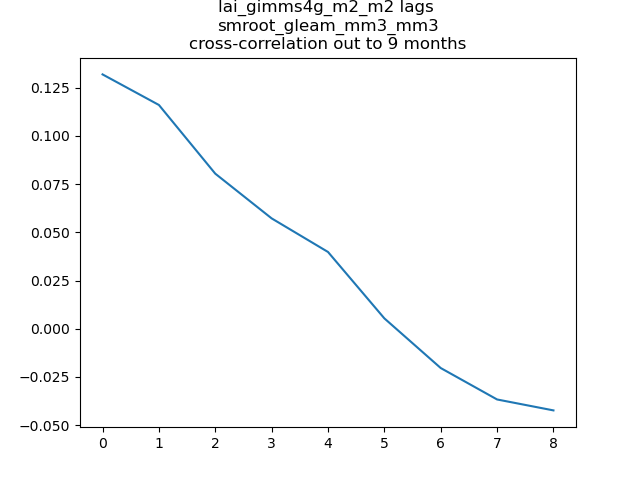 lai_gimms4g_m2_m2 lags
smroot_gleam_mm3_mm3
cross-correlation out to 9 months
0.125
0.100
0.075
0.050
0.025
0.000
−0.025
−0.050
0 1 2 3 4 5 6 7 8